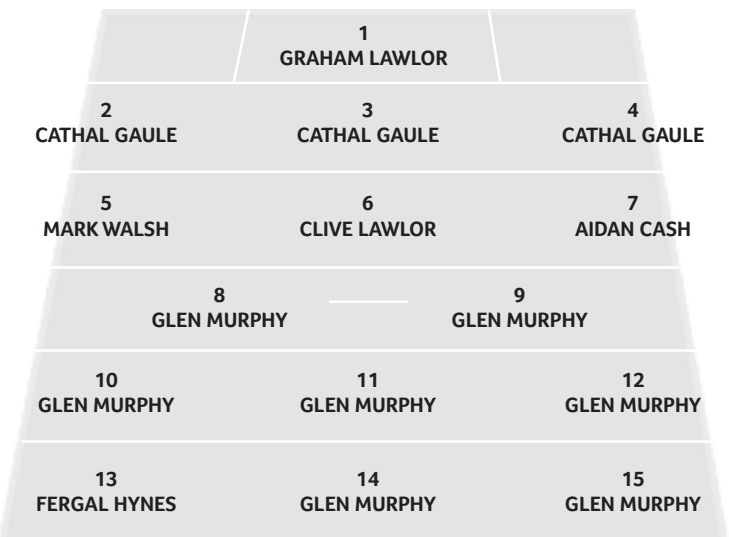 1
GRAHAM LAWLOR
2
CATHAL GAULE
3
CATHAL GAULE
4
CATHAL GAULE
5
MARK WALSH
6
CLIVE LAWLOR
7
AIDAN CASH
8
GLEN MURPHY
9
GLEN MURPHY
10
GLEN MURPHY
11
GLEN MURPHY
12
GLEN MURPHY
13
FERGAL HYNES
14
GLEN MURPHY
15
GLEN MURPHY